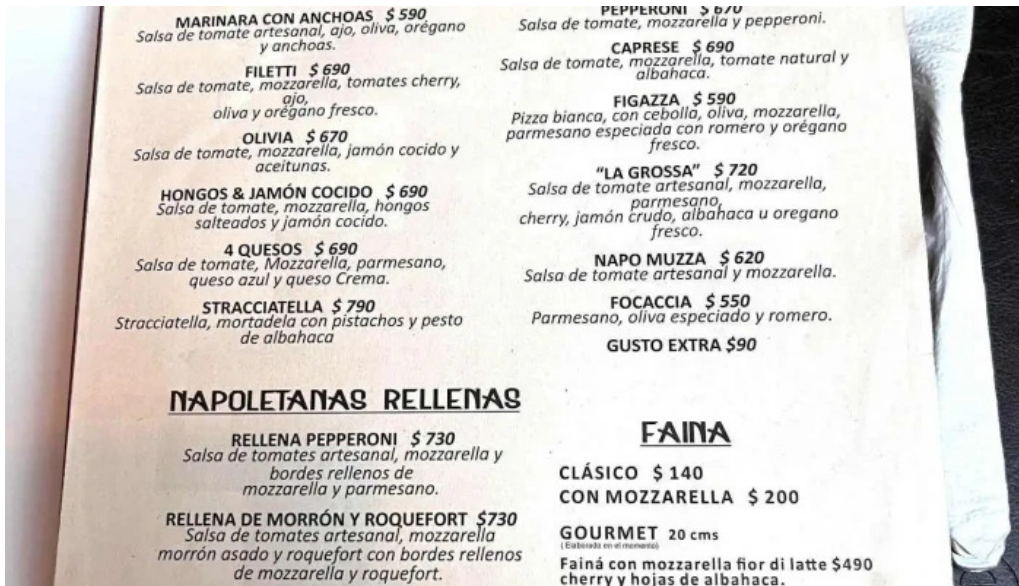 MARINARA CON ANCHOAS $ 590
Salsa de tomate artesanal, ajo, oliva, orégano
y anchoas.
FILETTI $ 690
Salsa de tomate, mozzarella, tomates cherry,
ajo,
oliva y orégano fresco.
OLIVIA $ 670
Salsa de tomate, mozzarella, jamón cocido y
aceitunas.
HONGOS & JAMÓN COCIDO $ 690
Salsa de tomate, mozzarella, hongos
salteados y jamón cocido.
4 QUESOS $ 690
Salsa de tomate, Mozzarella, parmesano,
queso azul y queso Crema.
STRACCIATELLA $ 790
Stracciatella, mortadela con pistachos y pesto
de albahaca
NAPOLETANAS RELLENAS
RELLENA PEPPERONI $ 730
Salsa de tomates artesanal, mozzarella y
bordes rellenos de
mozzarella y parmesano.
RELLENA DE MORRÓN Y ROQUEFORT $730
Salsa de tomates artesanal, mozzarella
morrón asado y roquefort con bordes rellenos
de mozzarella y roquefort.
PEPPERONI $ 670
Salsa de tomate, mozzarella y pepperoni.
CAPRESE $ 690
Salsa de tomate, mozzarella, tomate natural y
albahaca.
FIGAZZA $ 590
Pizza bianca, con cebolla, oliva, mozzarella,
parmesano especiada con romero y orégano
fresco.
“LA GROSSA” $ 720
Salsa de tomate artesanal, mozzarella,
parmesano,
cherry, jamón crudo, albahaca u oregano
fresco.
NAPO MUZZA $ 620
Salsa de tomate artesanal y mozzarella.
FOCACCIA $ 550
Parmesano, oliva especiado y romero.
GUSTO EXTRA $90
FAINA
CLÁSICO $ 140
CON MOZZARELLA $ 200
GOURMET 20 cms
( Elaborado en el momento)
Fainá con mozzarella fior di latte $490
cherry y hojas de albahaca.